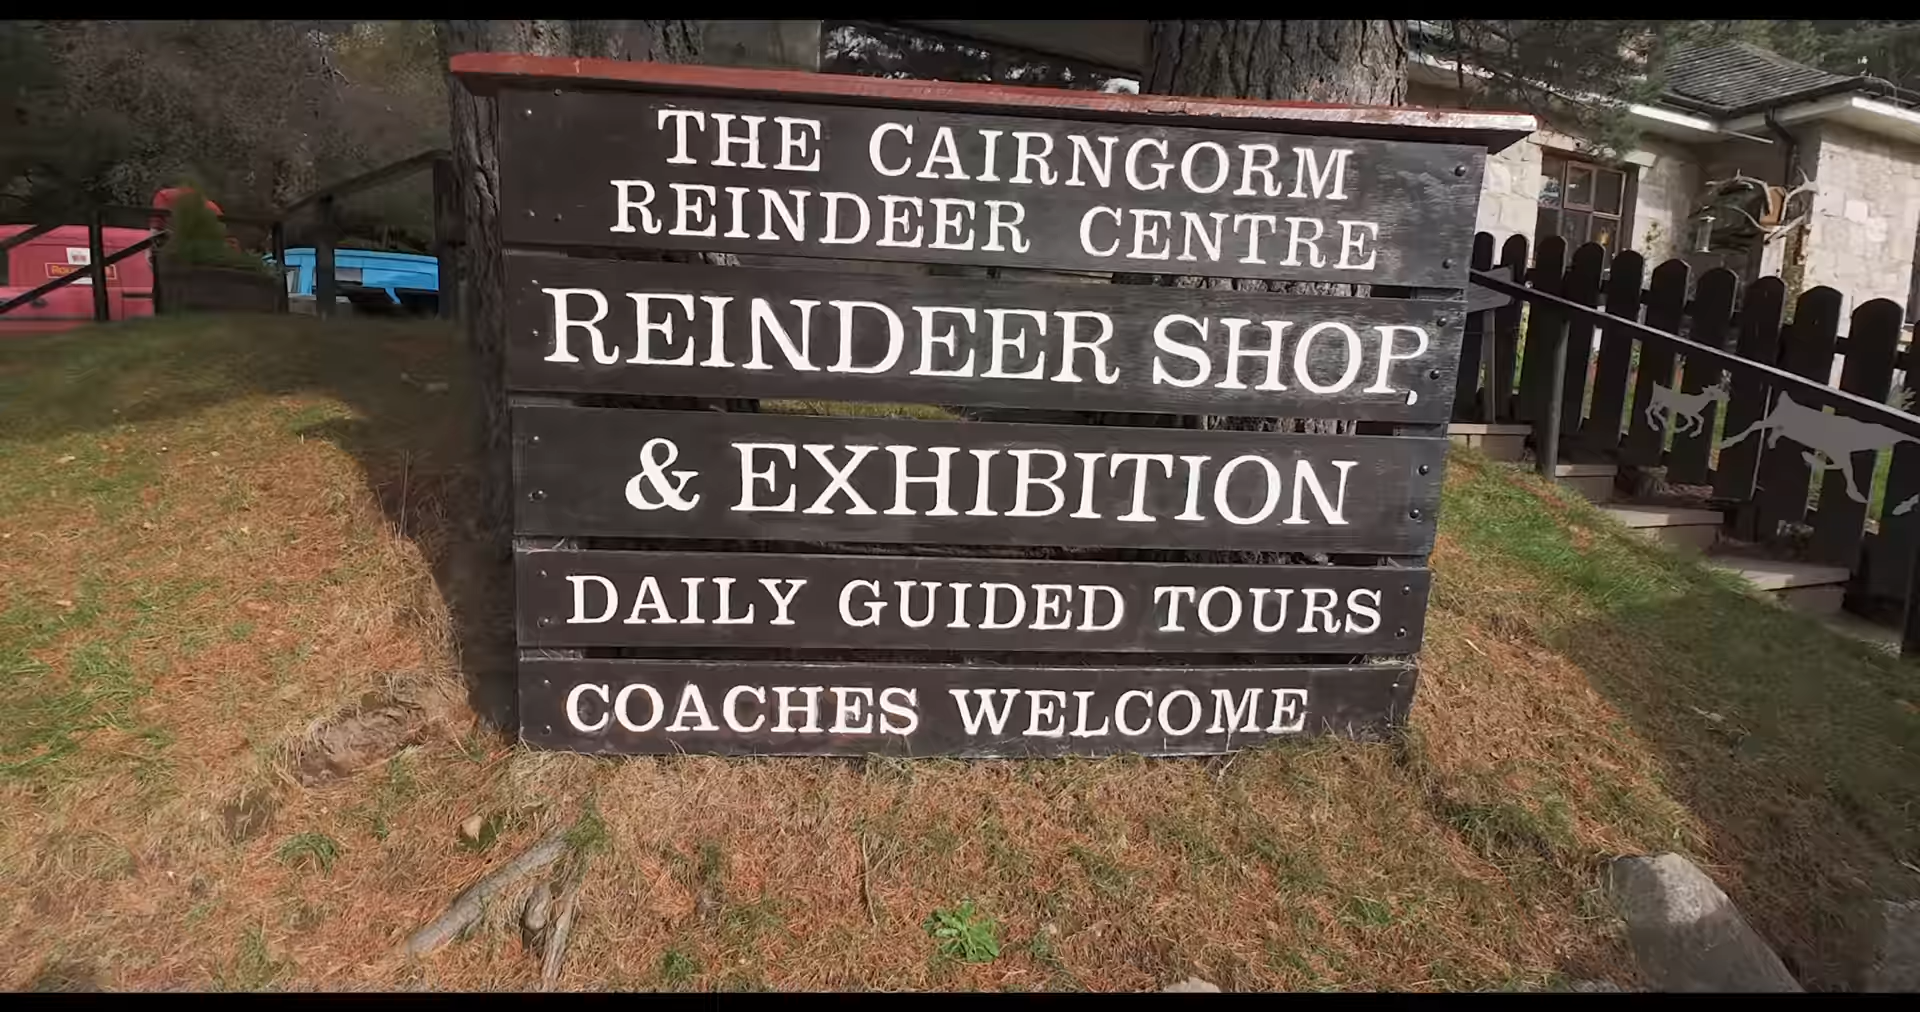 THE CAIRNGORM
REINDEER CENTRE
REINDEER SHOP
& EXHIBITION
DAILY GUIDED TOURS
COACHES WELCOME